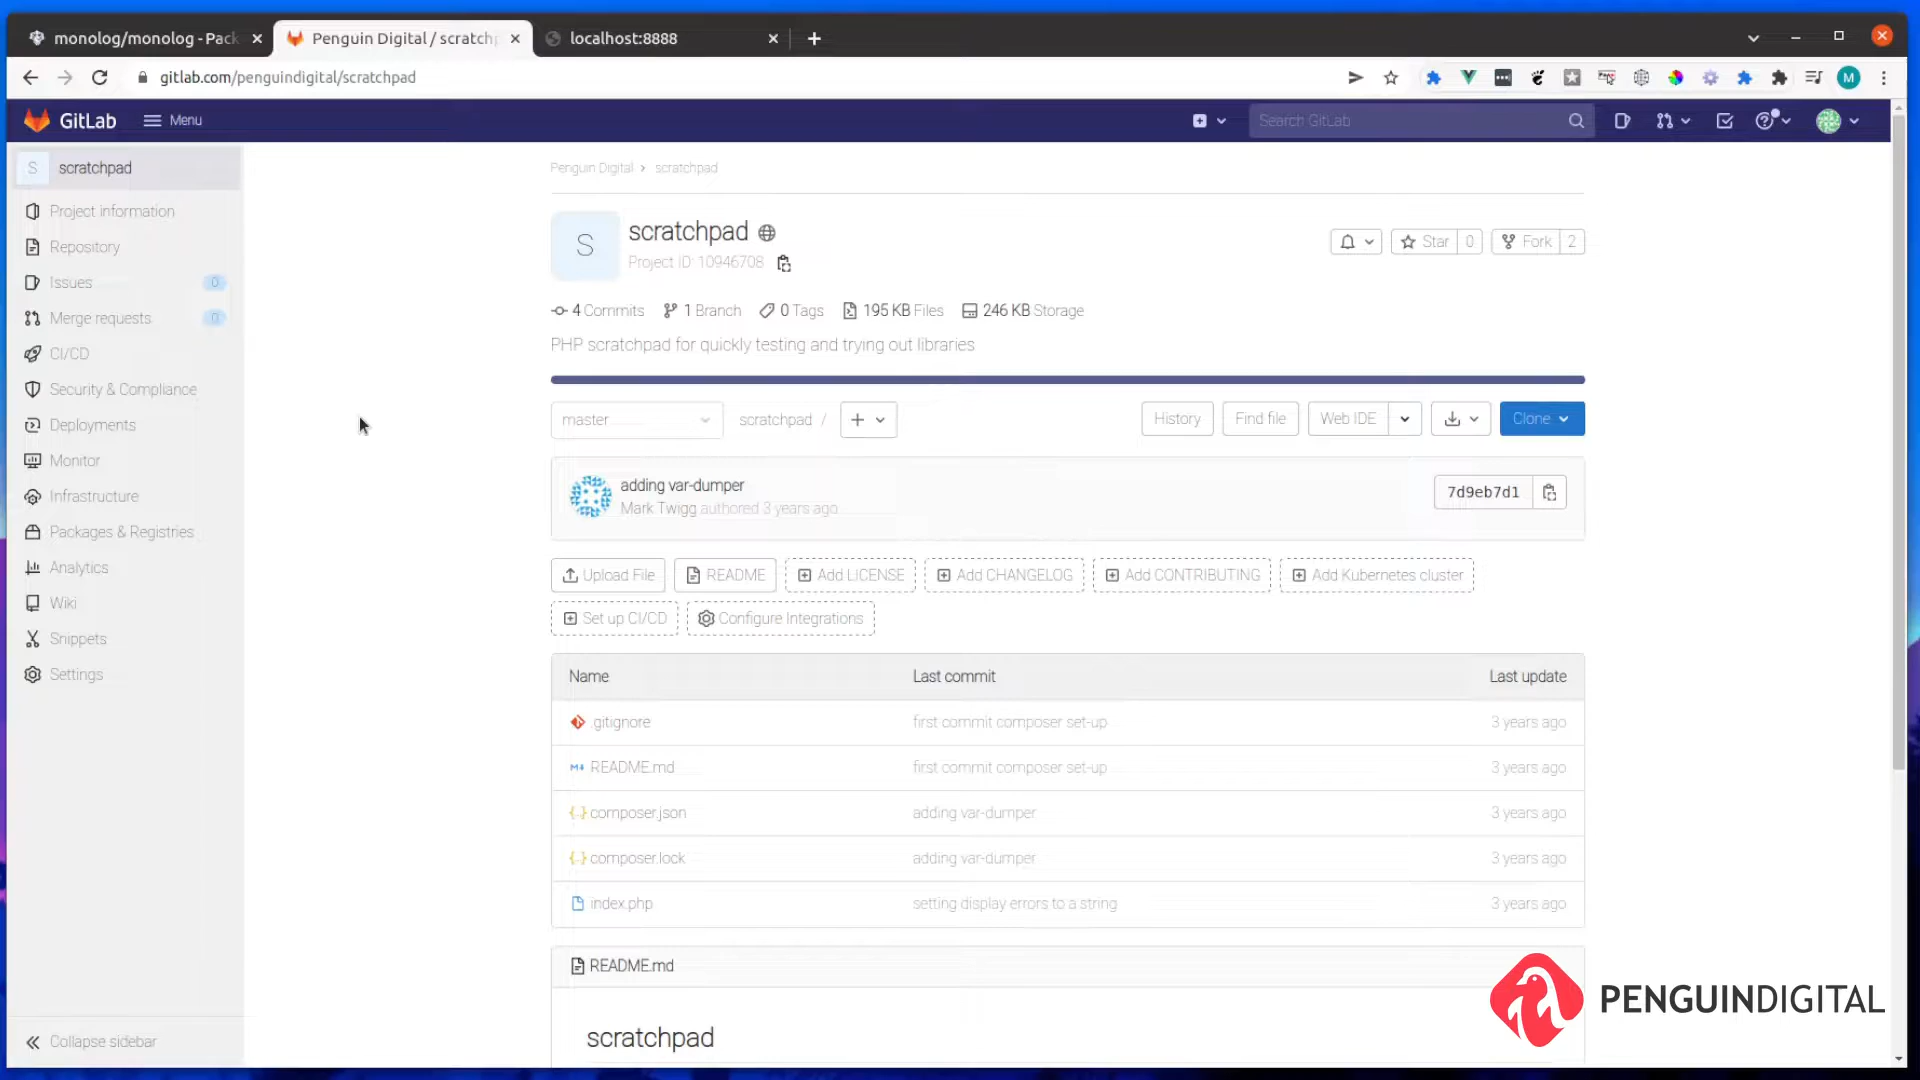 monolog/monolog - Pack
Penguin Digital / scratchp
localhost:8888
gitlab.com/penguindigital/scratchpad
M
GitLab
Menu
Search GitLab
S
scratchpad
Project information
Repository
Issues
0
Merge requests
0
CI/CD
Security & Compliance
Deployments
Monitor
Infrastructure
Packages & Registries
Analytics
Wiki
Snippets
Settings
Collapse sidebar
Penguin Digital > scratchpad
S
scratchpad
Project ID: 10946708
Star 0
Fork 2
4 Commits 1 Branch 0 Tags 195 KB Files 246 KB Storage
PHP scratchpad for quickly testing and trying out libraries
master
scratchpad /
History
Find file
Web IDE
Clone
adding var-dumper
Mark Twigg authored 3 years ago
7d9eb7d1
Upload File
README
Add LICENSE
Add CHANGELOG
Add CONTRIBUTING
Add Kubernetes cluster
Set up CI/CD
Configure Integrations
Name Last commit Last update
.gitignore first commit composer set-up 3 years ago
README.md first commit composer set-up 3 years ago
composer.json adding var-dumper 3 years ago
composer.lock adding var-dumper 3 years ago
index.php setting display errors to a string 3 years ago
README.md
scratchpad
PENGUINDIGITAL